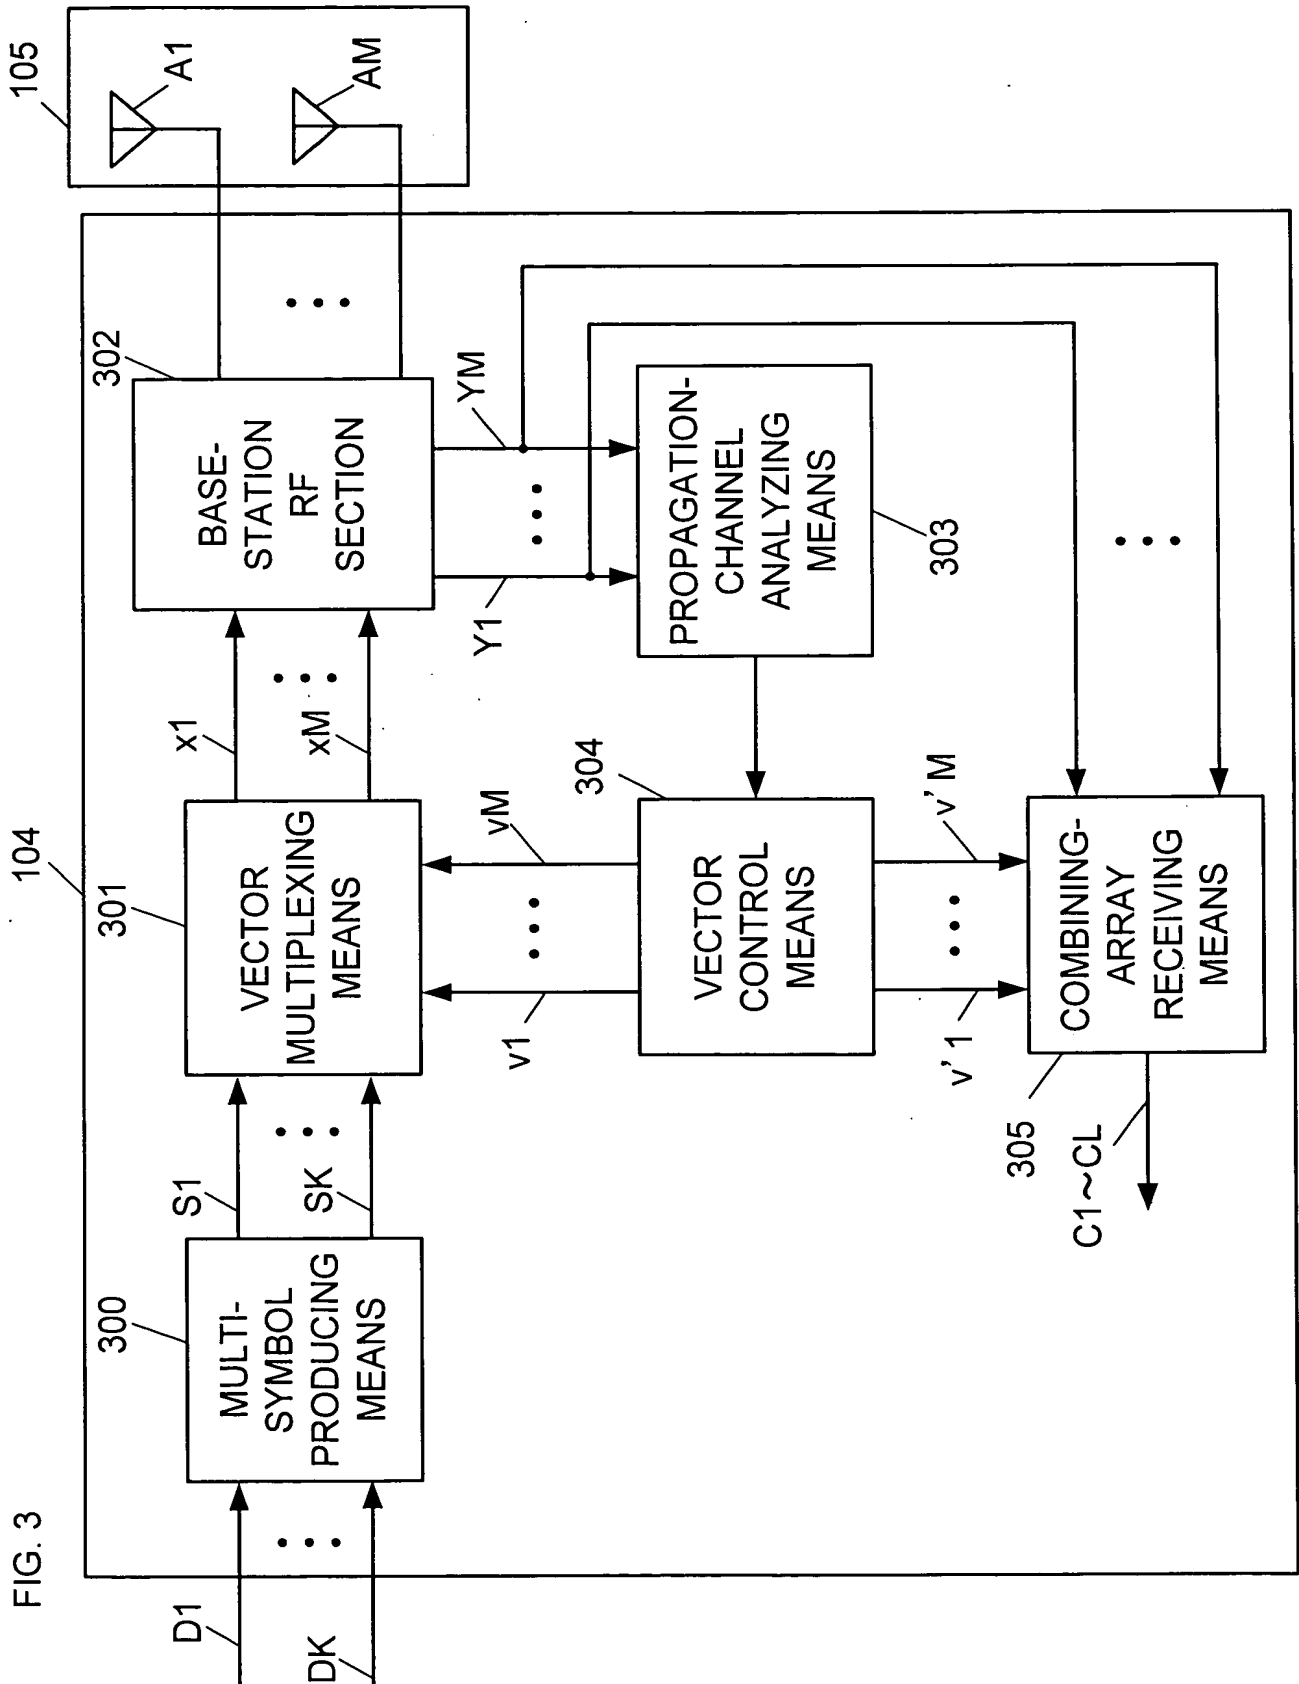 FIG. 3
104
105
A1
AM
D1
DK
300
MULTI-
SYMBOL
PRODUCING
MEANS
S1
SK
301
VECTOR
MULTIPLEXING
MEANS
x1
xM
302
BASE-
STATION
RF
SECTION
v1
vM
Y1
YM
304
VECTOR
CONTROL
MEANS
303
PROPAGATION-
CHANNEL
ANALYZING
MEANS
v'1
v'M
305
COMBINING-
ARRAY
RECEIVING
MEANS
C1~CL